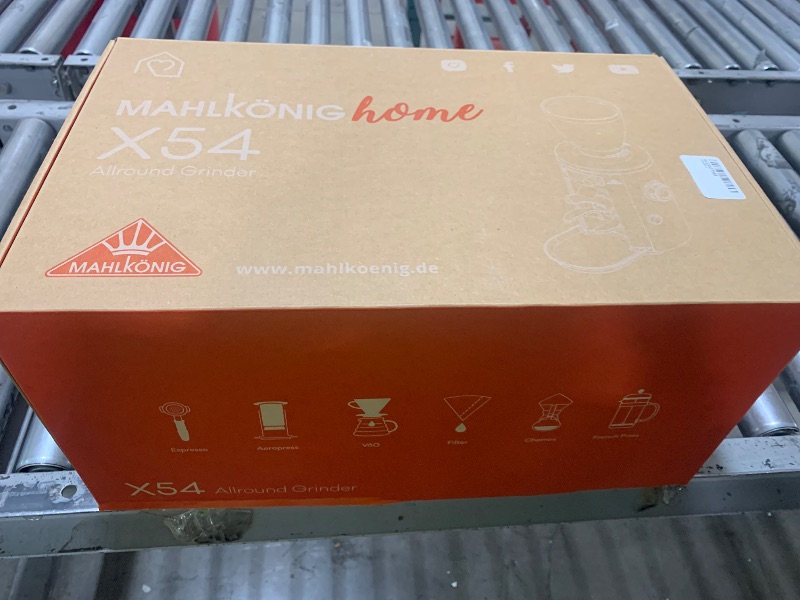 MAHLKÖNIG home
X54
Allround Grinder
MAHLKÖNIG
www.mahlkoenig.de
Espresso
Aeropress
V60
Filter
Chemex
French Press
X54 Allround Grinder